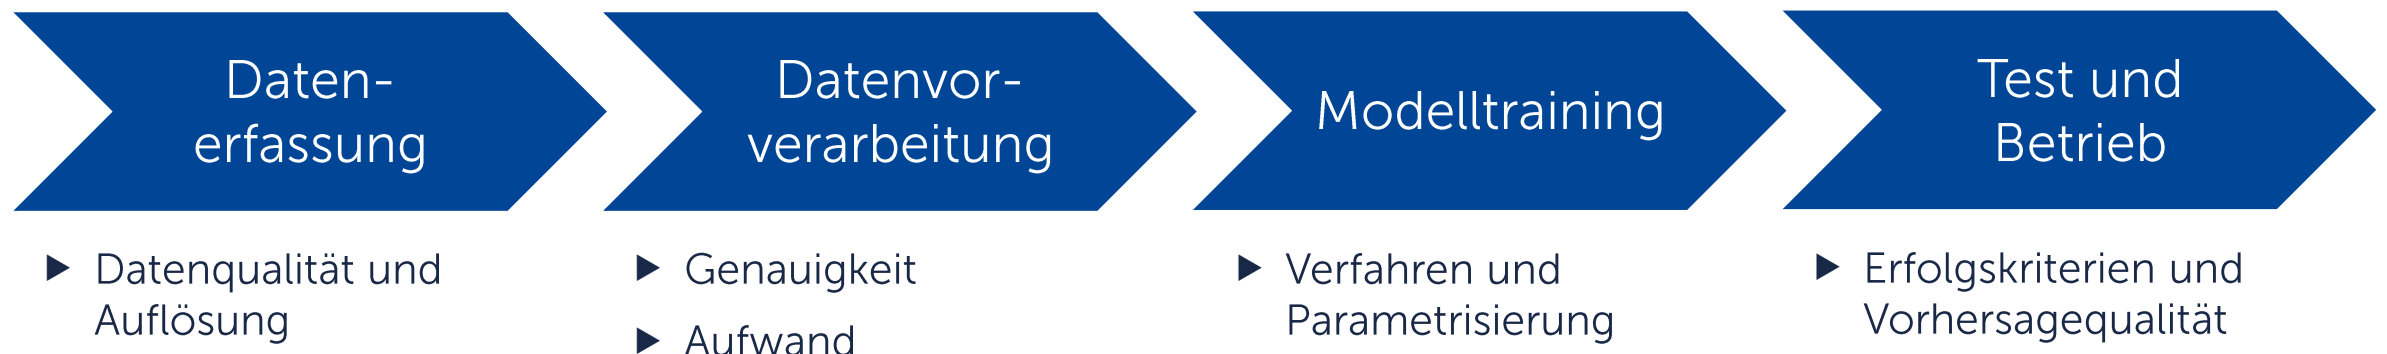 Daten-
erfassung
Datenvor-
verarbeitung
Modelltraining
Test und
Betrieb
Datenqualität und
Auflösung
Genauigkeit
Aufwand
Verfahren und
Parametrisierung
Erfolgskriterien und
Vorhersagequalität